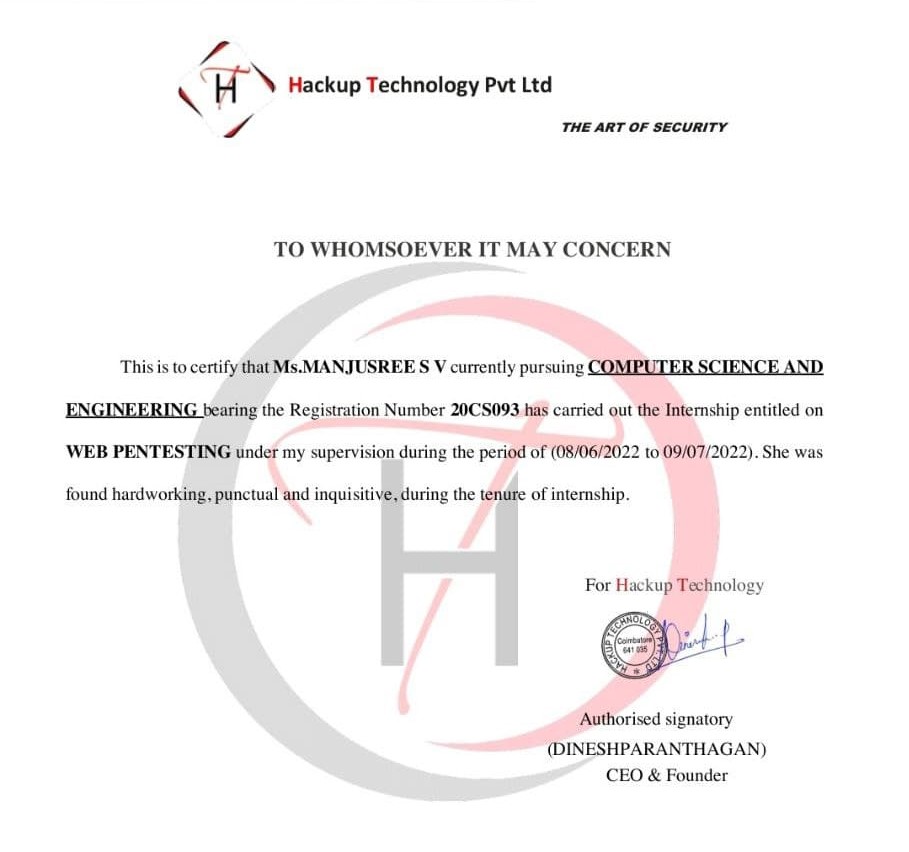 HT
Hackup Technology Pvt Ltd
THE ART OF SECURITY
TO WHOMSOEVER IT MAY CONCERN
This is to certify that Ms.MANJUSREE S V currently pursuing COMPUTER SCIENCE AND
ENGINEERING bearing the Registration Number 20CS093 has carried out the Internship entitled on
WEB PENTESTING under my supervision during the period of (08/06/2022 to 09/07/2022). She was
found hardworking, punctual and inquisitive, during the tenure of internship.
For Hackup Technology
HACKUP TECHNOLOGY PVT. LTD
Coimbatore
641 035
Authorised signatory
(DINESHPARANTHAGAN)
CEO & Founder